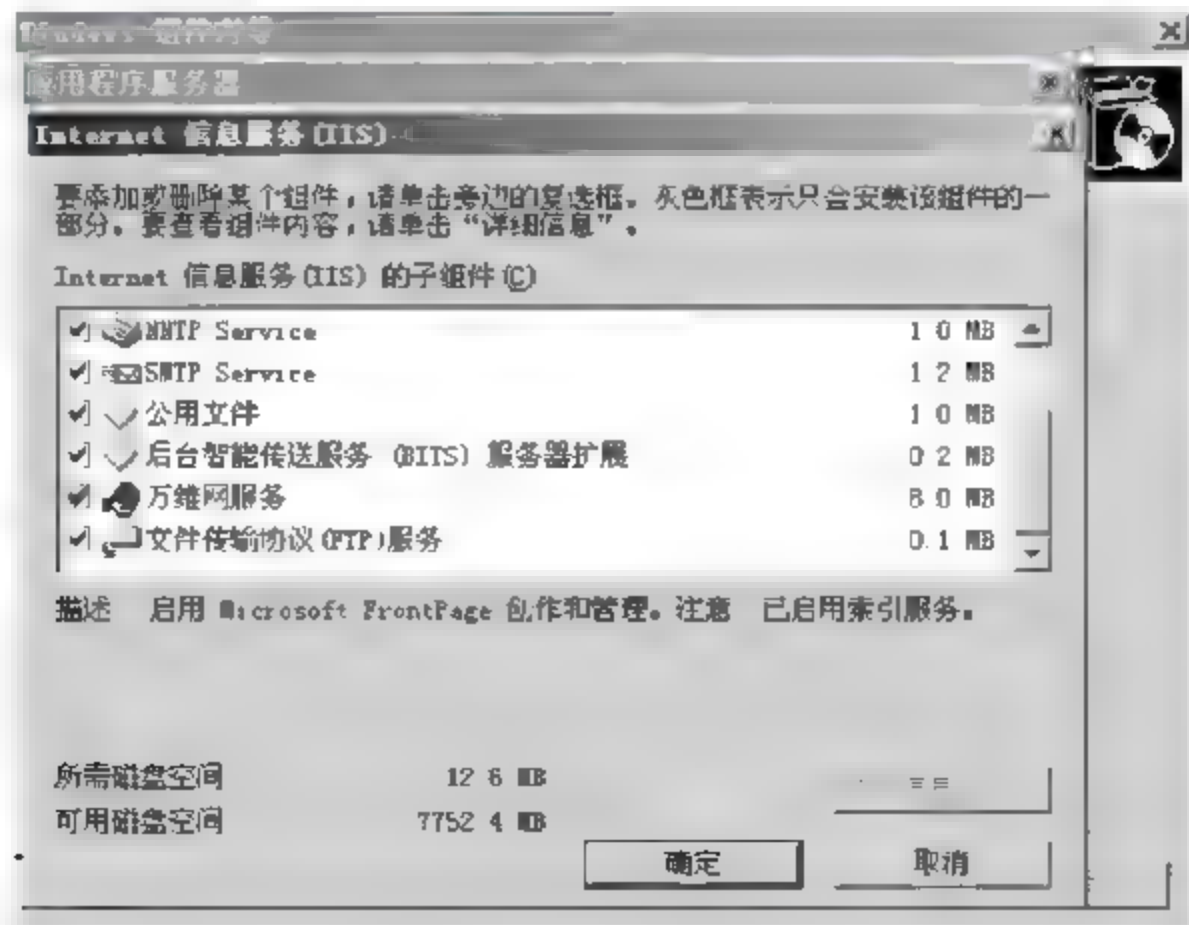 Windows 组件向导
应用程序服务器
Internet 信息服务(IIS)
要添加或删除某个组件，请单击旁边的复选框。灰色框表示只会安装该组件的一
部分。要查看组件内容，请单击“详细信息”。
Internet 信息服务(IIS) 的子组件(C)
NNTP Service 1 0 MB
SMTP Service 1 2 MB
公用文件 1 0 MB
后台智能传送服务 (BITS) 服务器扩展 0 2 MB
万维网服务 8 0 MB
文件传输协议(FTP)服务 0.1 MB
描述 启用 Microsoft FrontPage 创作和管理。注意 已启用索引服务。
所需磁盘空间 12 6 MB
可用磁盘空间 7752 4 MB
确定 取消